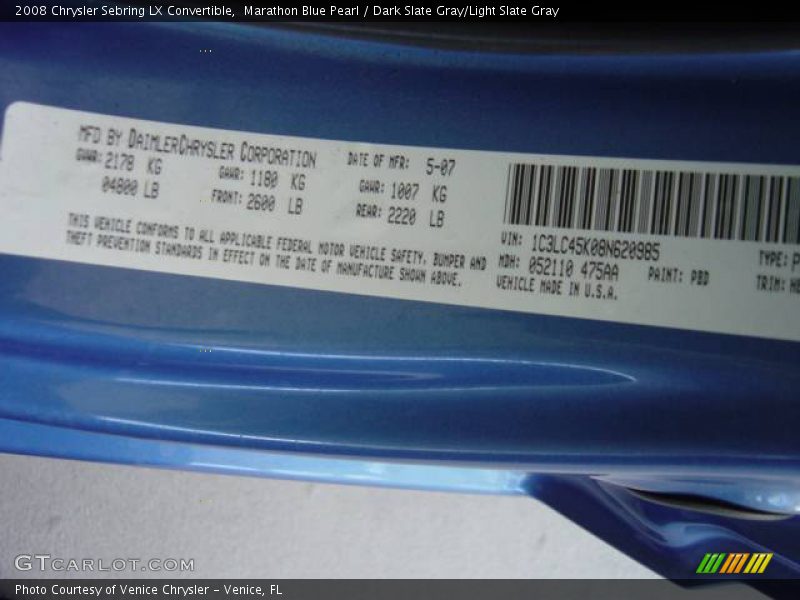 2008 Chrysler Sebring LX Convertible, Marathon Blue Pearl / Dark Slate Gray/Light Slate Gray
MFD BY DAIMLERCHRYSLER CORPORATION
DATE OF MFR: 5-07
GVWR: 2178 KG
GAWR: 1180 KG
GAWR: 1007 KG
04800 LB
FRONT: 2600 LB
REAR: 2220 LB
THIS VEHICLE CONFORMS TO ALL APPLICABLE FEDERAL MOTOR VEHICLE SAFETY, BUMPER AND
THEFT PREVENTION STANDARDS IN EFFECT ON THE DATE OF MANUFACTURE SHOWN ABOVE.
VIN: 1C3LC45K08N620985
TYPE: P
MDH: 052110 475AA
PAINT: PBD
TRIM: HE
VEHICLE MADE IN U.S.A.
GTCARLOT.COM
Photo Courtesy of Venice Chrysler - Venice, FL